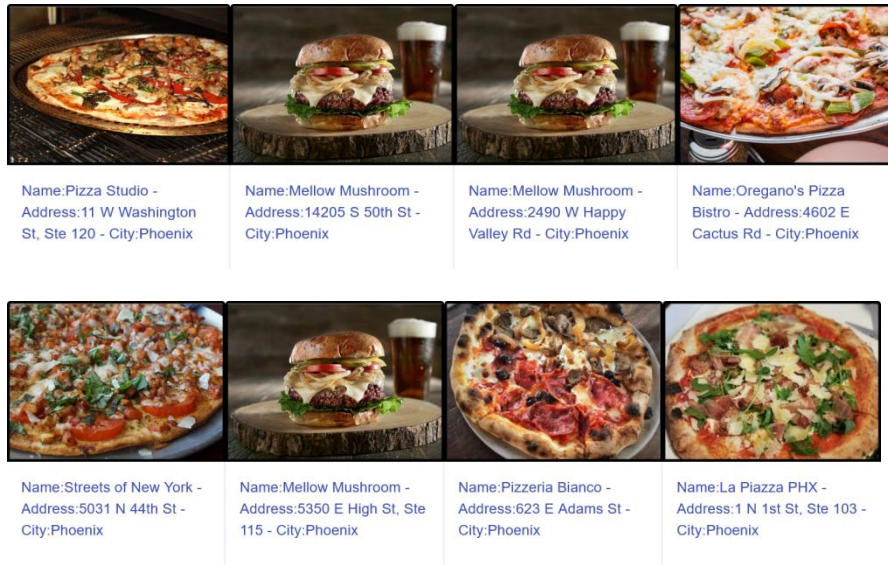 Name:Pizza Studio -
Address:11 W Washington
St, Ste 120 - City:Phoenix
Name:Mellow Mushroom -
Address:14205 S 50th St -
City:Phoenix
Name:Mellow Mushroom -
Address:2490 W Happy
Valley Rd - City:Phoenix
Name:Oregano's Pizza
Bistro - Address:4602 E
Cactus Rd - City:Phoenix
Name:Streets of New York -
Address:5031 N 44th St -
City:Phoenix
Name:Mellow Mushroom -
Address:5350 E High St, Ste
115 - City:Phoenix
Name:Pizzeria Bianco -
Address:623 E Adams St -
City:Phoenix
Name:La Piazza PHX -
Address:1 N 1st St, Ste 103 -
City:Phoenix